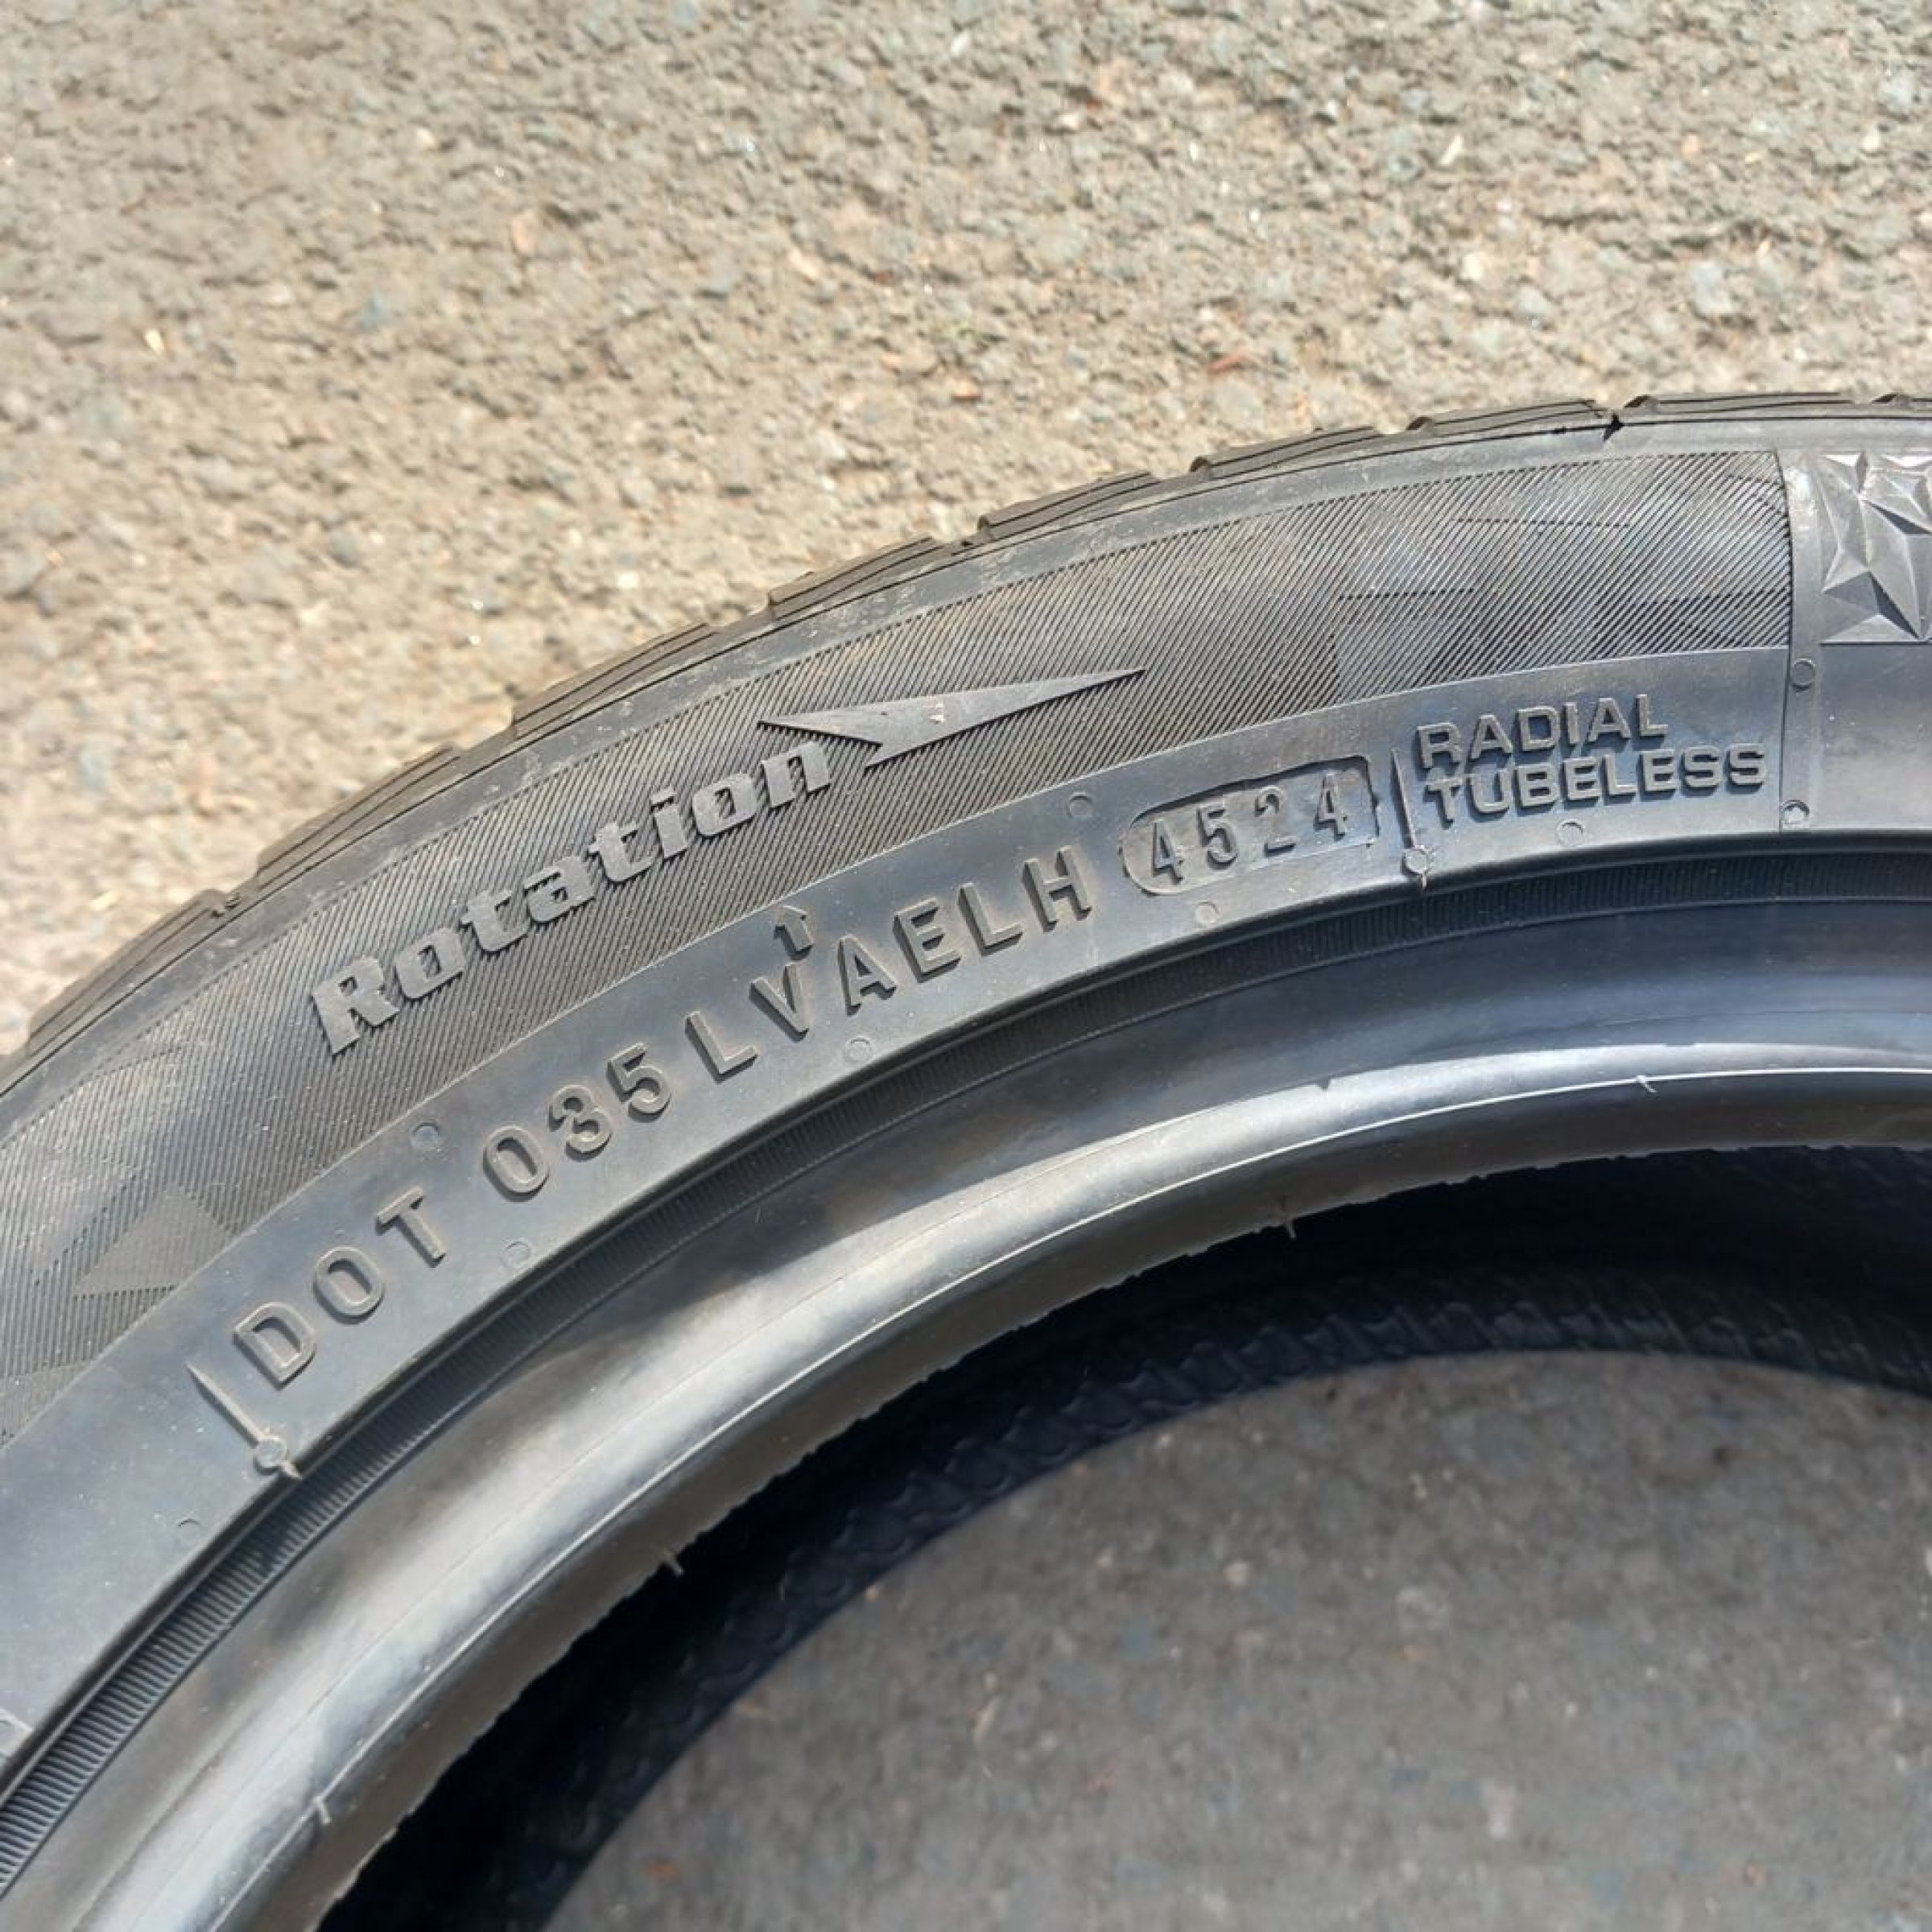 Rotation
DOT 035 LVAELH 4524
RADIAL
TUBELESS